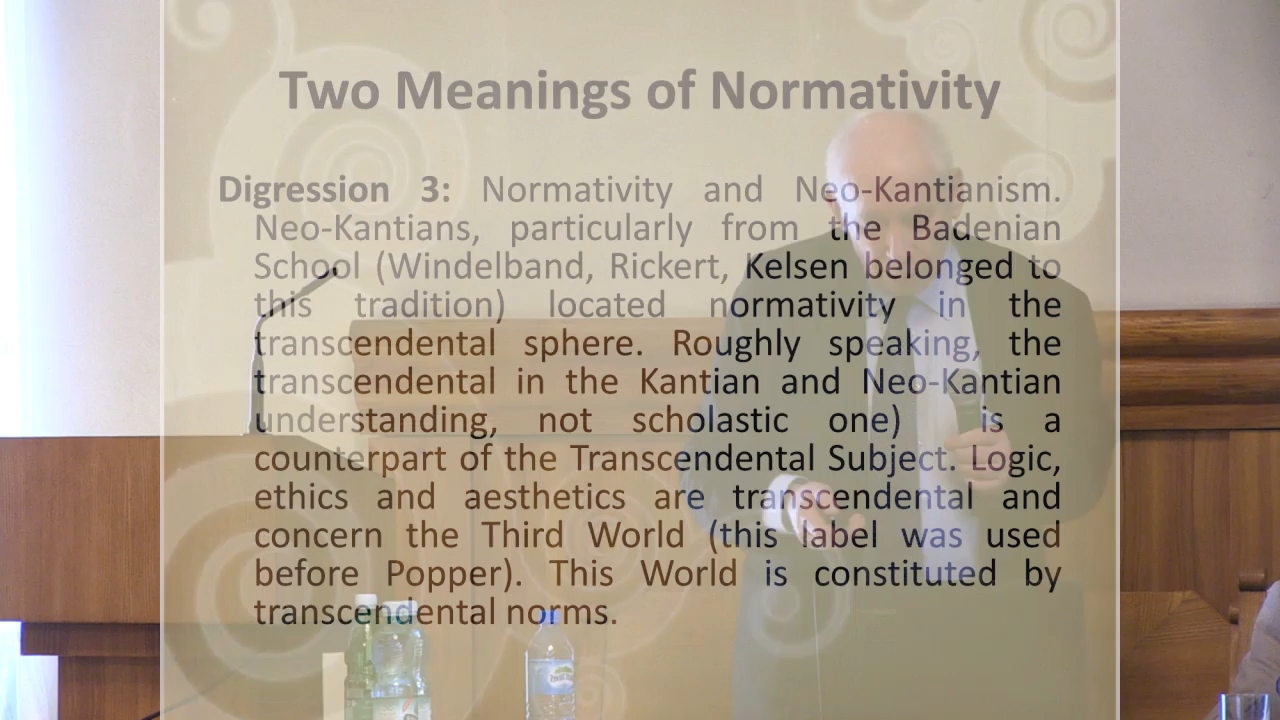 Two Meanings of Normativity
Digression 3: Normativity and Neo-Kantianism.
Neo-Kantians, particularly from the Badenian
School (Windelband, Rickert, Kelsen belonged to
this tradition) located normativity in the
transcendental sphere. Roughly speaking, the
transcendental in the Kantian and Neo-Kantian
understanding, not scholastic one) is a
counterpart of the Transcendental Subject. Logic,
ethics and aesthetics are transcendental and
concern the Third World (this label was used
before Popper). This World is constituted by
transcendental norms.